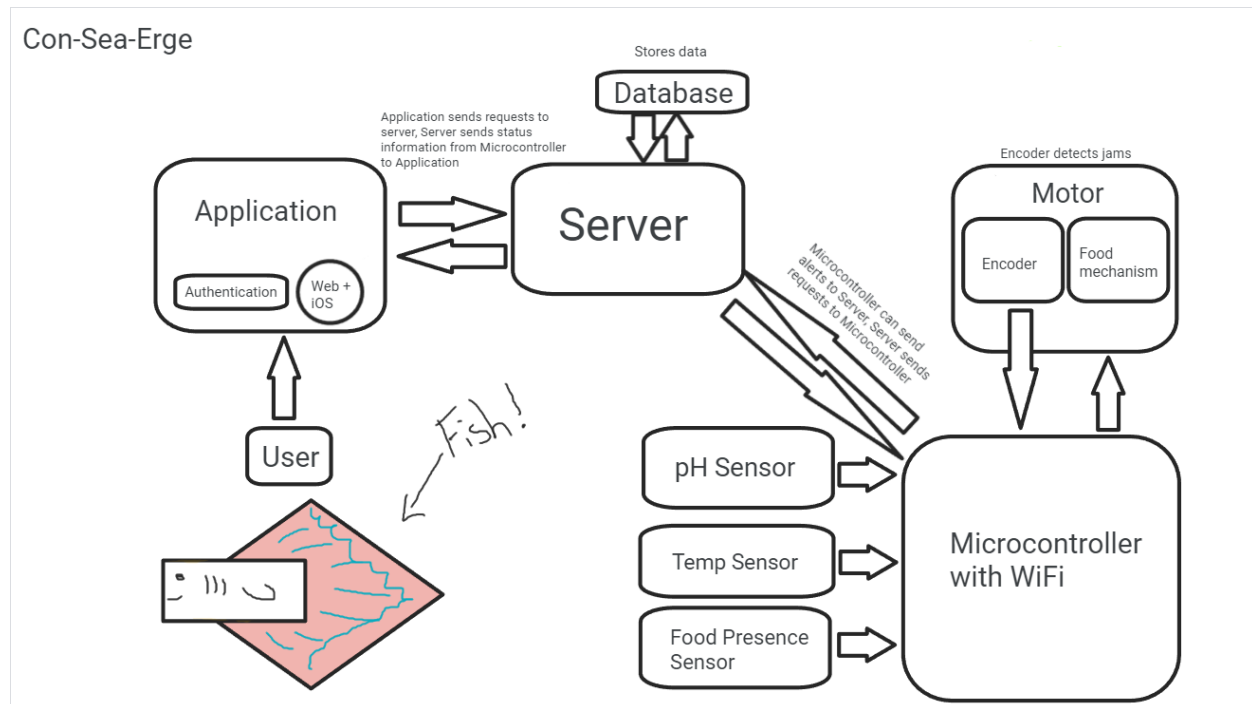 Con-Sea-Erge
Stores data
Database
Application sends requests to
server, Server sends status
information from Microcontroller
to Application
Encoder detects jams
Application
Authentication
Web +
iOS
Server
Motor
Encoder
Food
mechanism
Microcontroller can send
alerts to Server, Server sends
requests to Microcontroller
User
Fish!
pH Sensor
Temp Sensor
Food Presence
Sensor
Microcontroller
with WiFi